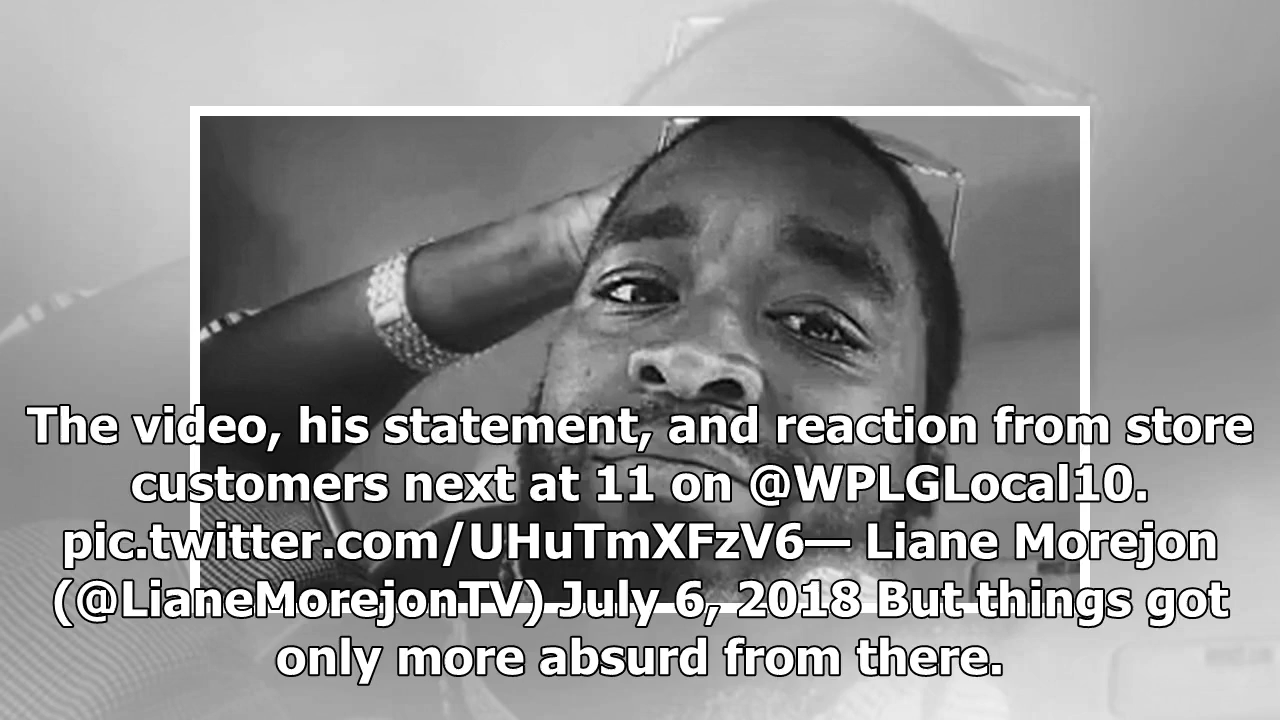 The video, his statement, and reaction from store
customers next at 11 on @WPLGLocal10.
pic.twitter.com/UHuTmXFzV6— Liane Morejon
(@LianeMorejonTV) July 6, 2018 But things got
only more absurd from there.